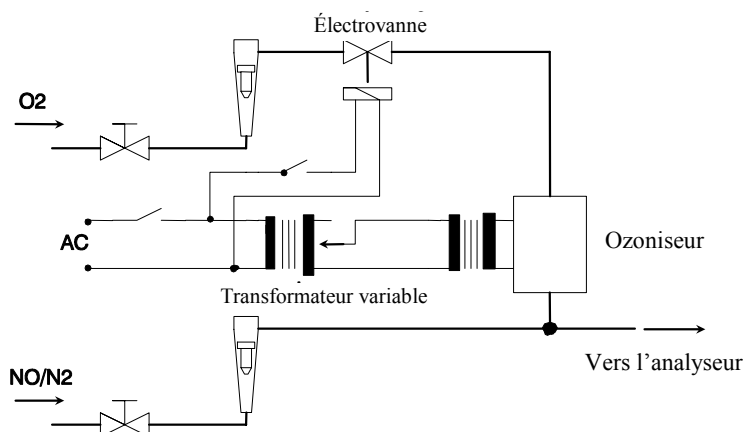 Électrovanne
O2
AC
Ozoniseur
Transformateur variable
Vers l’analyseur
NO/N2